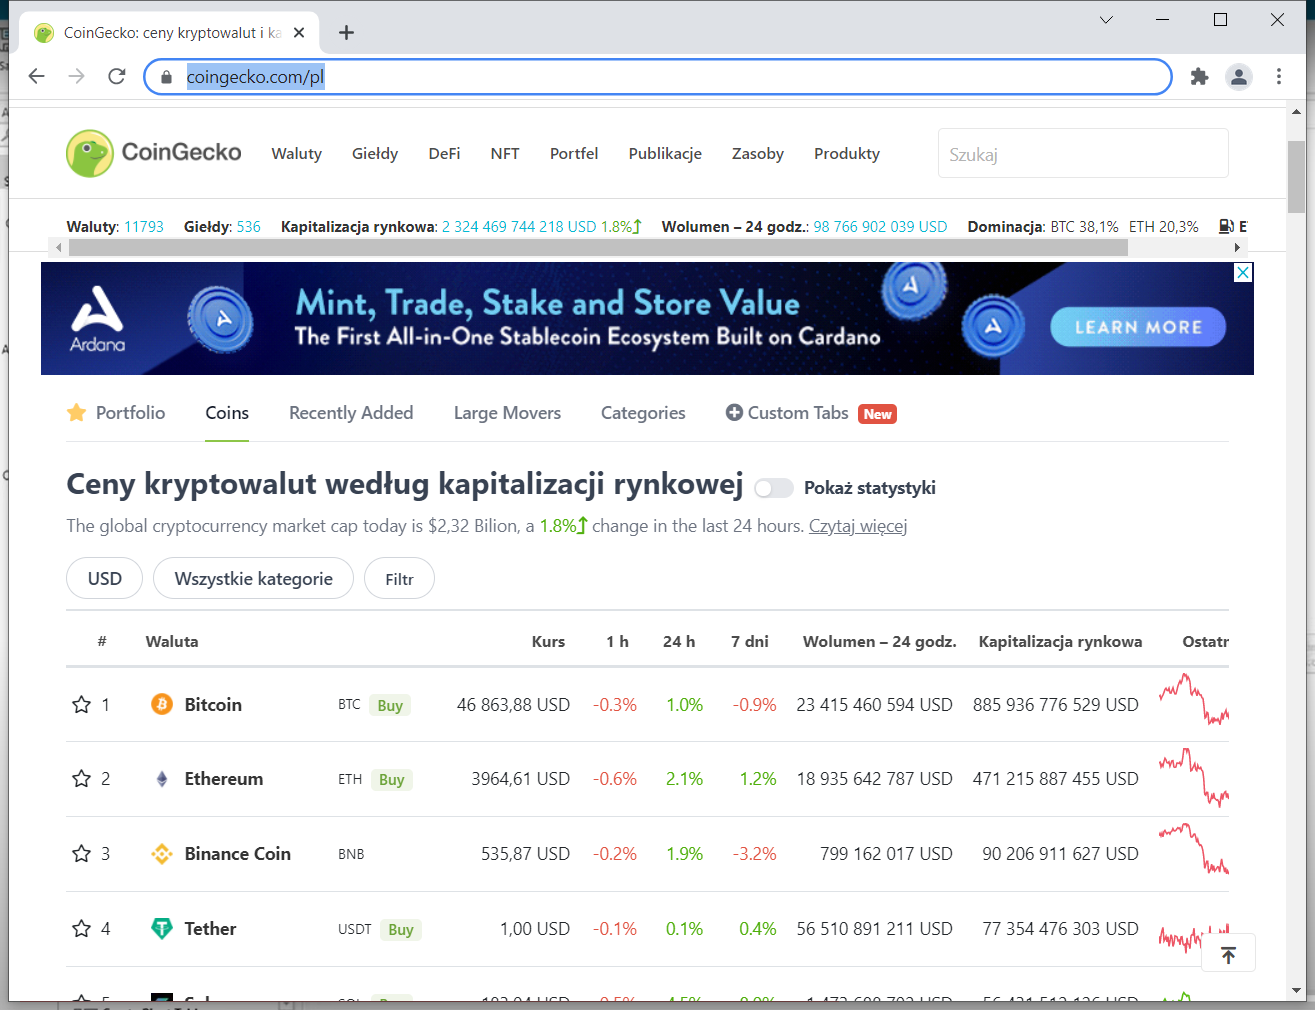 CoinGecko: ceny kryptowalut i ka
coingecko.com/pl
CoinGecko Waluty Giełdy DeFi NFT Portfel Publikacje Zasoby Produkty Szukaj
Waluty: 11793 Giełdy: 536 Kapitalizacja rynkowa: 2 324 469 744 218 USD 1.8% Wolumen – 24 godz.: 98 766 902 039 USD Dominacja: BTC 38,1% ETH 20,3% E
Ardana
Mint, Trade, Stake and Store Value
The First All-in-One Stablecoin Ecosystem Built on Cardano
LEARN MORE
Portfolio Coins Recently Added Large Movers Categories Custom Tabs New
Ceny kryptowalut według kapitalizacji rynkowej Pokaż statystyki
The global cryptocurrency market cap today is $2,32 Bilion, a 1.8% change in the last 24 hours. Czytaj więcej
USD Wszystkie kategorie Filtr
# Waluta Kurs 1 h 24 h 7 dni Wolumen – 24 godz. Kapitalizacja rynkowa Ostatn
1 Bitcoin BTC Buy 46 863,88 USD -0.3% 1.0% -0.9% 23 415 460 594 USD 885 936 776 529 USD
2 Ethereum ETH Buy 3964,61 USD -0.6% 2.1% 1.2% 18 935 642 787 USD 471 215 887 455 USD
3 Binance Coin BNB 535,87 USD -0.2% 1.9% -3.2% 799 162 017 USD 90 206 911 627 USD
4 Tether USDT Buy 1,00 USD -0.1% 0.1% 0.4% 56 510 891 211 USD 77 354 476 303 USD